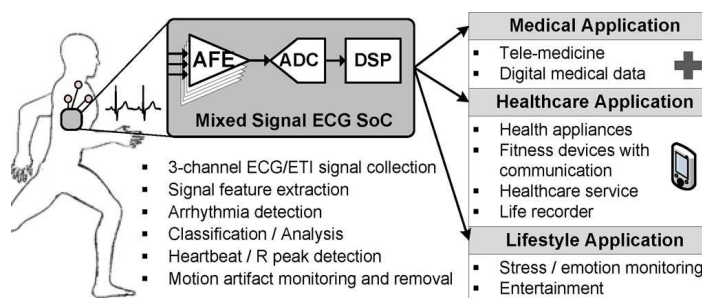 AFE
ADC
DSP
Mixed Signal ECG SoC
▪ 3-channel ECG/ETI signal collection
▪ Signal feature extraction
▪ Arrhythmia detection
▪ Classification / Analysis
▪ Heartbeat / R peak detection
▪ Motion artifact monitoring and removal
Medical Application
▪ Tele-medicine
▪ Digital medical data
Healthcare Application
▪ Health appliances
▪ Fitness devices with
communication
▪ Healthcare service
▪ Life recorder
Lifestyle Application
▪ Stress / emotion monitoring
▪ Entertainment